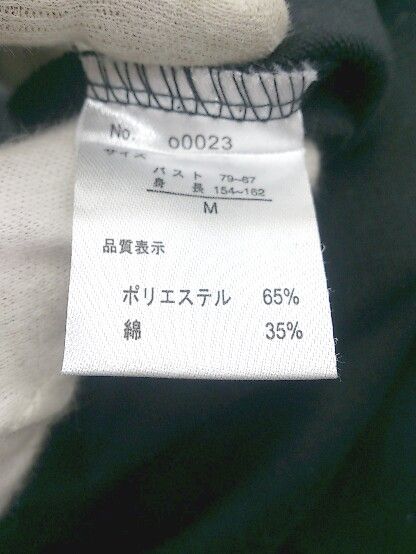 No. o0023
サイズ
バスト 79~87
身長 154~162
M
品質表示
ポリエステル 65%
綿 35%